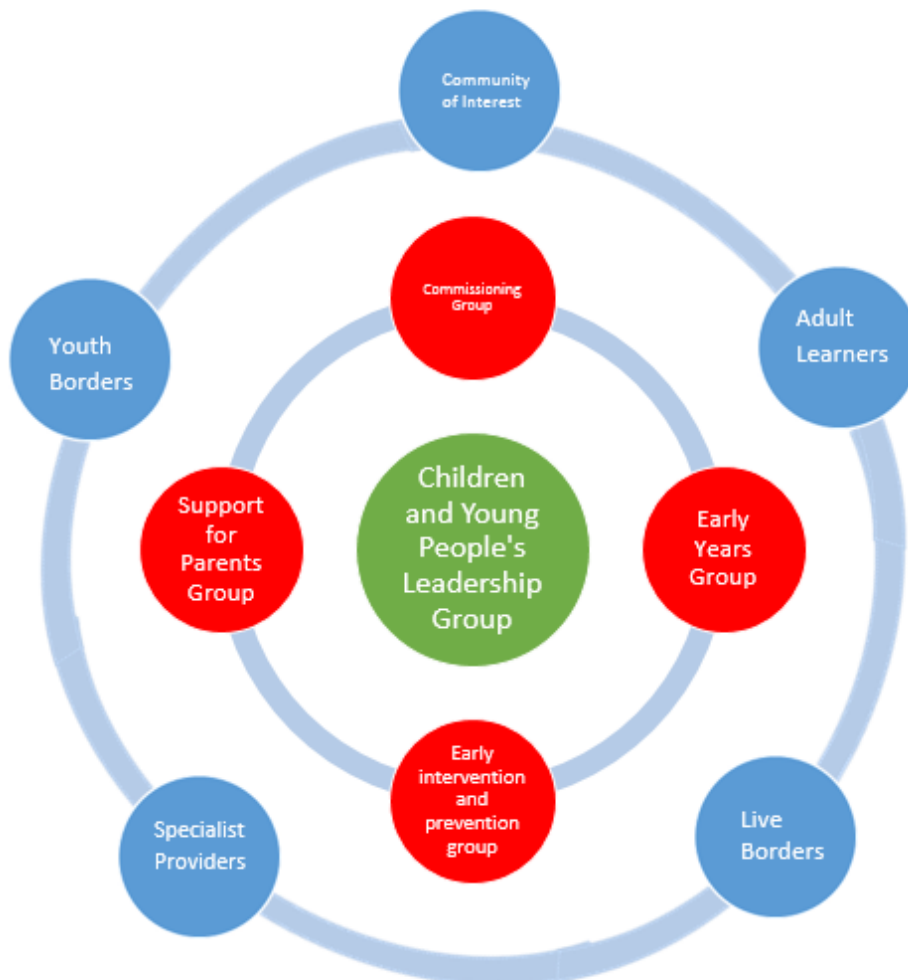 Community
of Interest
Commissioning
Group
Youth
Borders
Adult
Learners
Children
and Young
People's
Leadership
Group
Support
for
Parents
Group
Early
Years
Group
Early
intervention
and
prevention
group
Specialist
Providers
Live
Borders